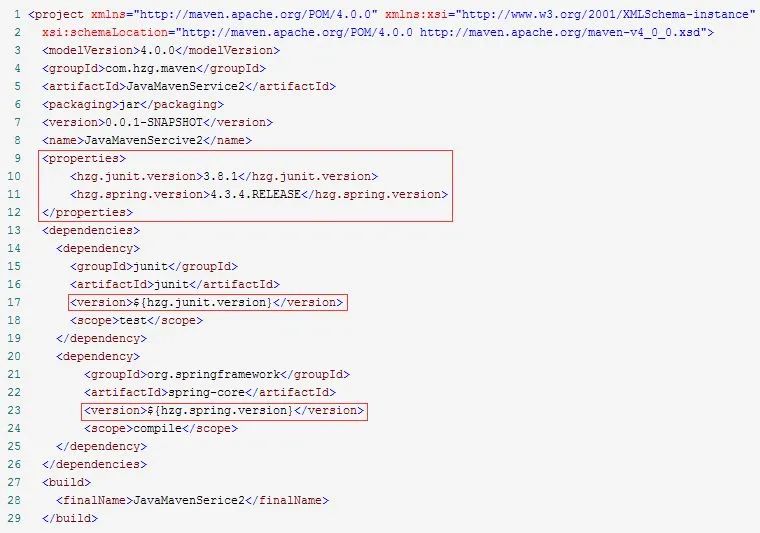 1 <project xmlns="http://maven.apache.org/POM/4.0.0" xmlns:xsi="http://www.w3.org/2001/XMLSchema-instance"
2 xsi:schemaLocation="http://maven.apache.org/POM/4.0.0 http://maven.apache.org/maven-v4_0_0.xsd">
3 <modelVersion>4.0.0</modelVersion>
4 <groupId>com.hzg.maven</groupId>
5 <artifactId>JavaMavenService2</artifactId>
6 <packaging>jar</packaging>
7 <version>0.0.1-SNAPSHOT</version>
8 <name>JavaMavenSercive2</name>
9 <properties>
10 <hzg.junit.version>3.8.1</hzg.junit.version>
11 <hzg.spring.version>4.3.4.RELEASE</hzg.spring.version>
12 </properties>
13 <dependencies>
14 <dependency>
15 <groupId>junit</groupId>
16 <artifactId>junit</artifactId>
17 <version>${hzg.junit.version}</version>
18 <scope>test</scope>
19 </dependency>
20 <dependency>
21 <groupId>org.springframework</groupId>
22 <artifactId>spring-core</artifactId>
23 <version>${hzg.spring.version}</version>
24 <scope>compile</scope>
25 </dependency>
26 </dependencies>
27 <build>
28 <finalName>JavaMavenSerice2</finalName>
29 </build>